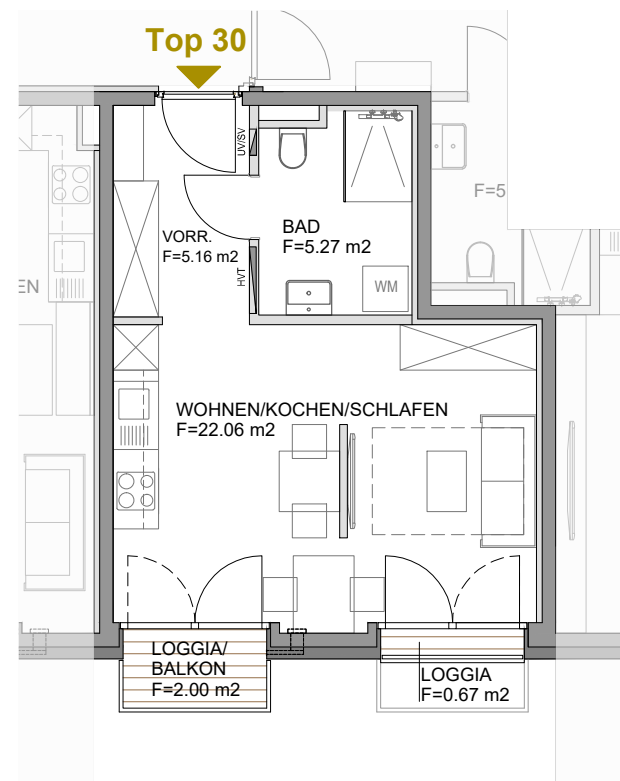 Top 30
UV/SV
F=5
VORR.
F=5.16 m2
BAD
F=5.27 m2
HVT
WM
EN
WOHNEN/KOCHEN/SCHLAFEN
F=22.06 m2
LOGGIA/
BALKON
F=2.00 m2
LOGGIA
F=0.67 m2